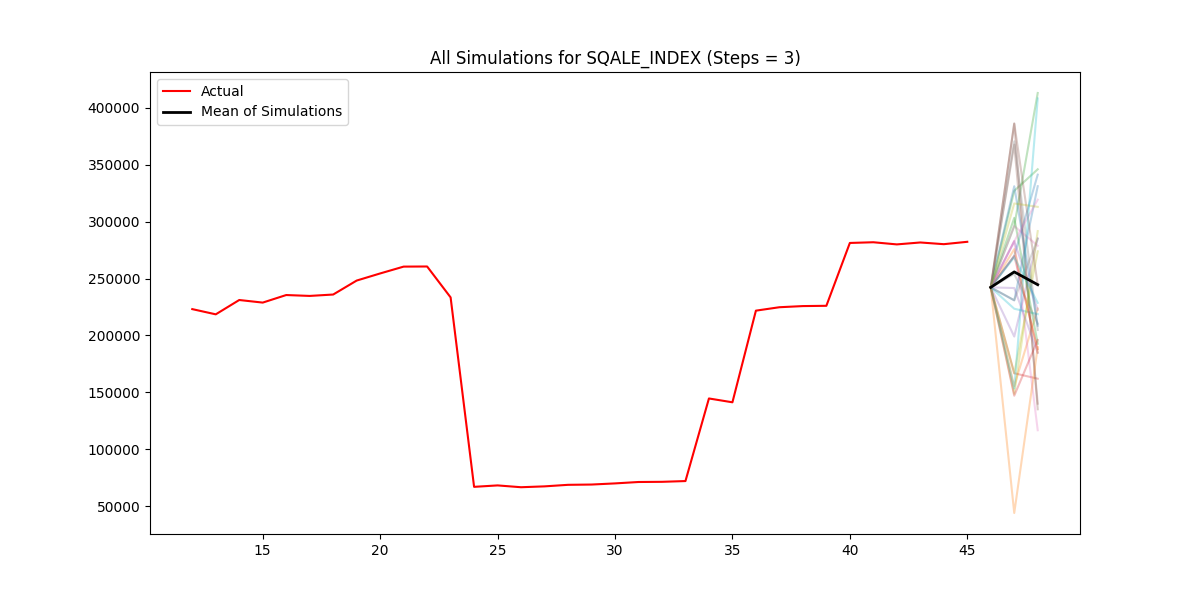 All Simulations for SQALE_INDEX (Steps = 3)
Actual
Mean of Simulations
400000
350000
300000
250000
200000
150000
100000
50000
15 20 25 30 35 40 45